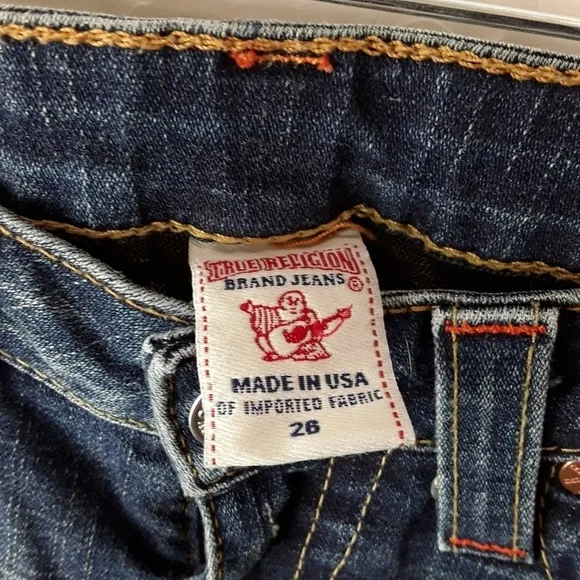 TRUE RELIGION
BRAND JEANS ®
MADE IN USA
OF IMPORTED FABRIC
26